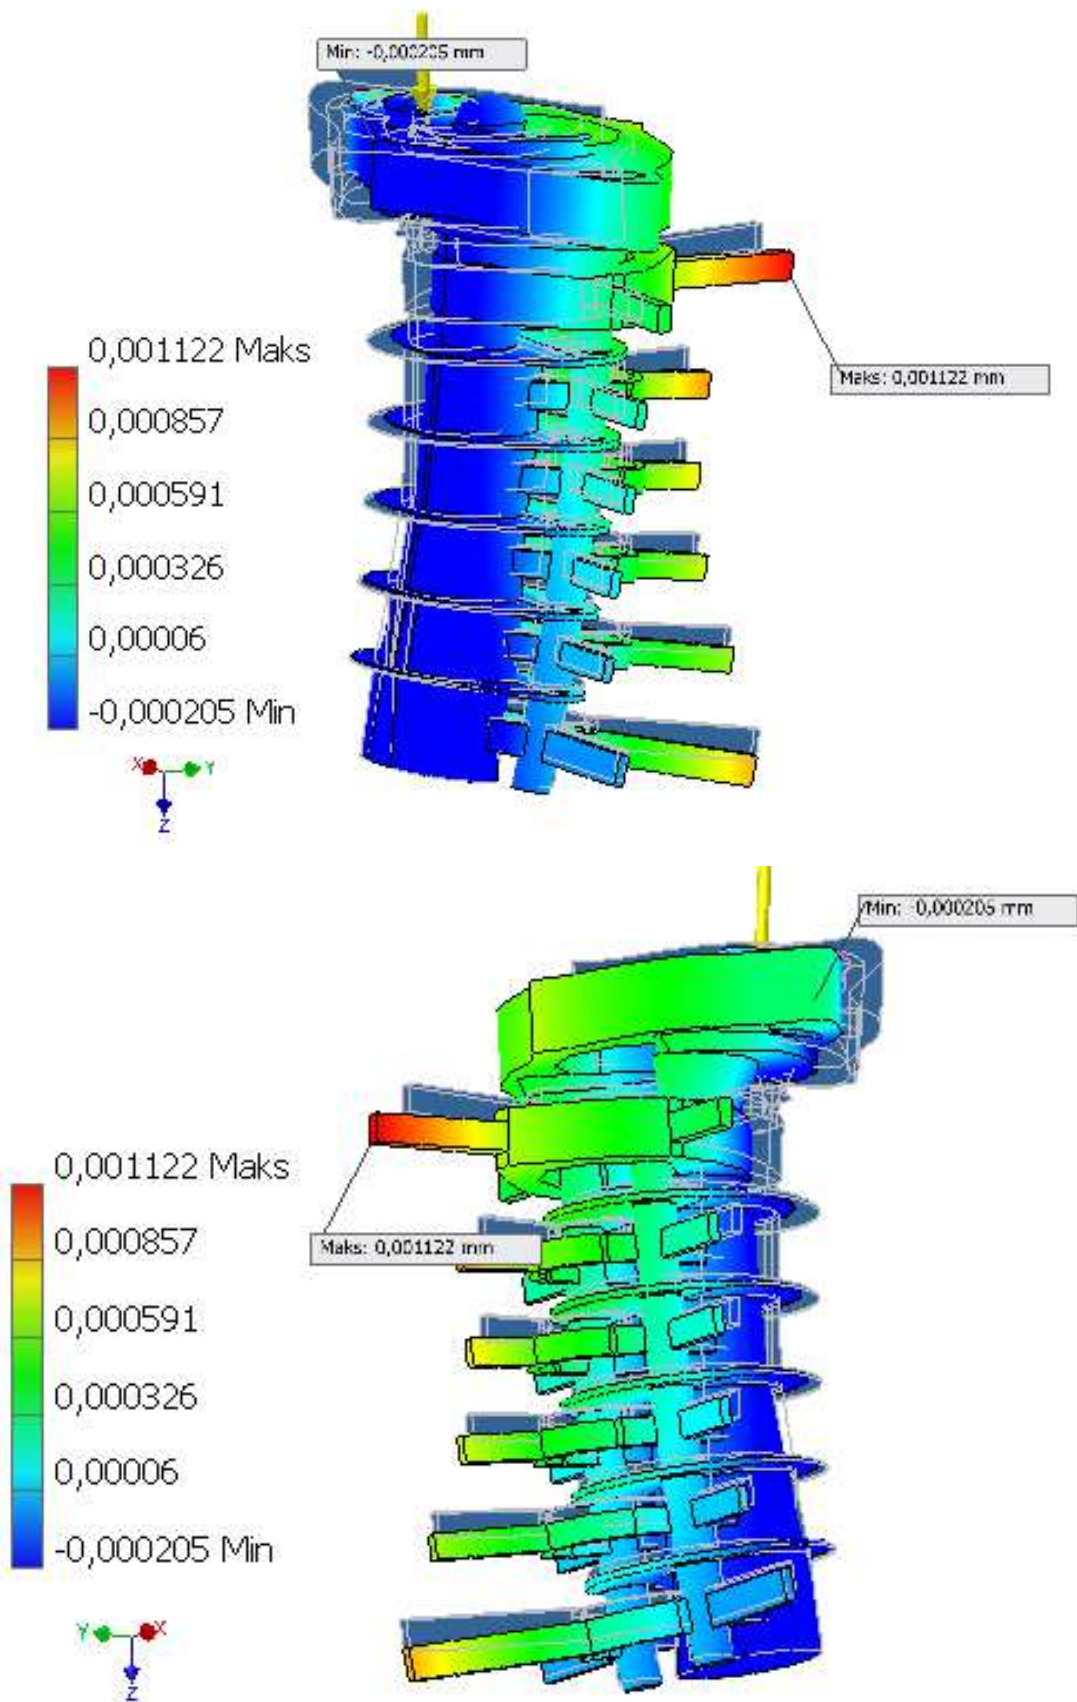 Min: -0,000205 mm
0,001122 Maks
0,000857
0,000591
0,000326
0,00006
-0,000205 Min
Maks: 0,001122 mm
X Y
Z
Min: -0,000205 mm
0,001122 Maks
0,000857
0,000591
0,000326
0,00006
-0,000205 Min
Maks: 0,001122 mm
Y X
Z